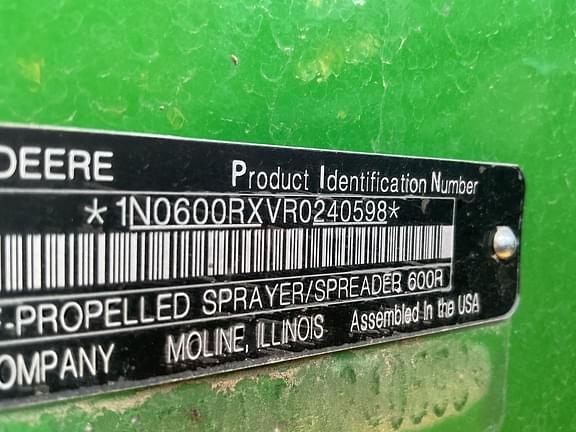 DEERE
Product Identification Number
*1N0600RXVR0240598*
-PROPELLED SPRAYER/SPREADER 600R
OMPANY MOLINE, ILLINOIS Assembled In the USA